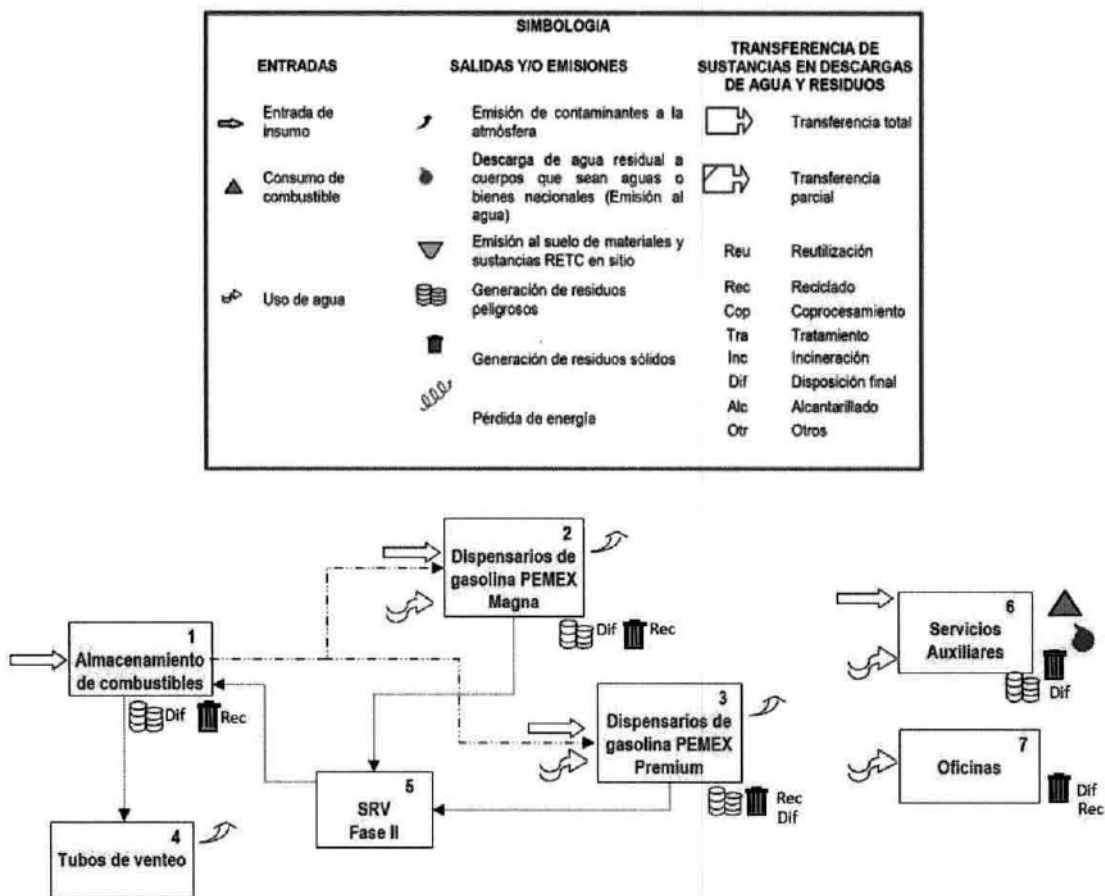 SIMBOLOGIA
ENTRADAS
Entrada de
insumo
Consumo de
combustible
Uso de agua
SALIDAS Y/O EMISIONES
Emisión de contaminantes a la
atmósfera
Descarga de agua residual a
cuerpos que sean aguas o
bienes nacionales (Emisión al
agua)
Emisión al suelo de materiales y
sustancias RETC en sitio
Generación de residuos
peligrosos
Generación de residuos sólidos
Pérdida de energía
TRANSFERENCIA DE
SUSTANCIAS EN DESCARGAS
DE AGUA Y RESIDUOS
Transferencia total
Transferencia
parcial
Reu Reutilización
Rec Reciclado
Cop Coprocesamiento
Tra Tratamiento
Inc Incineración
Dif Disposición final
Alc Alcantarillado
Otr Otros
1
Almacenamiento
de combustibles
Dif Rec
2
Dispensarios de
gasolina PEMEX
Magna
Dif Rec
3
Dispensarios de
gasolina PEMEX
Premium
Rec
Dif
4
Tubos de venteo
5
SRV
Fase II
6
Servicios
Auxiliares
Dif
7
Oficinas
Dif
Rec